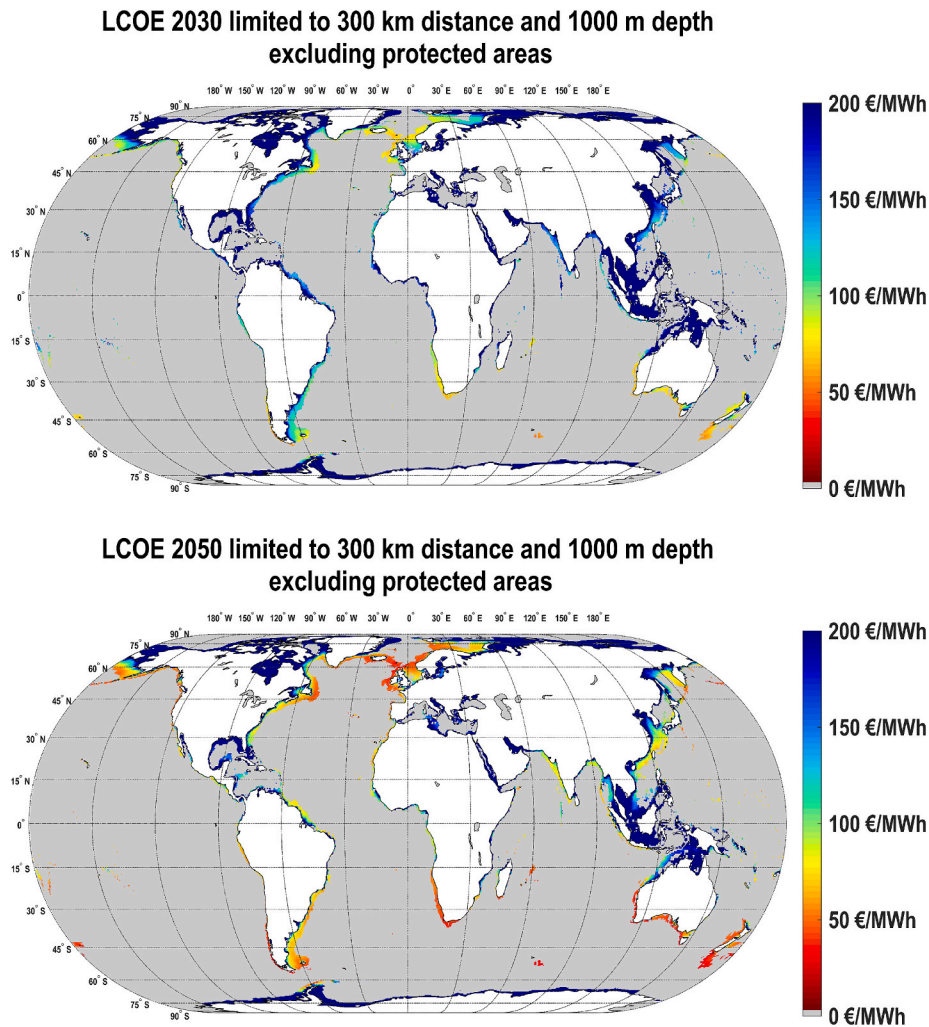 LCOE 2030 limited to 300 km distance and 1000 m depth
excluding protected areas
180° W 150° W 120° W 90° W 60° W 30° W 0° 30° E 60° E 90° E 120° E 150° E 180° E
90° N
75° N
60° N
45° N
30° N
15° N
0°
15° S
30° S
45° S
60° S
75° S
90° S
200 €/MWh
150 €/MWh
100 €/MWh
50 €/MWh
0 €/MWh
LCOE 2050 limited to 300 km distance and 1000 m depth
excluding protected areas
180° W 150° W 120° W 90° W 60° W 30° W 0° 30° E 60° E 90° E 120° E 150° E 180° E
90° N
75° N
60° N
45° N
30° N
15° N
0°
15° S
30° S
45° S
60° S
75° S
90° S
200 €/MWh
150 €/MWh
100 €/MWh
50 €/MWh
0 €/MWh